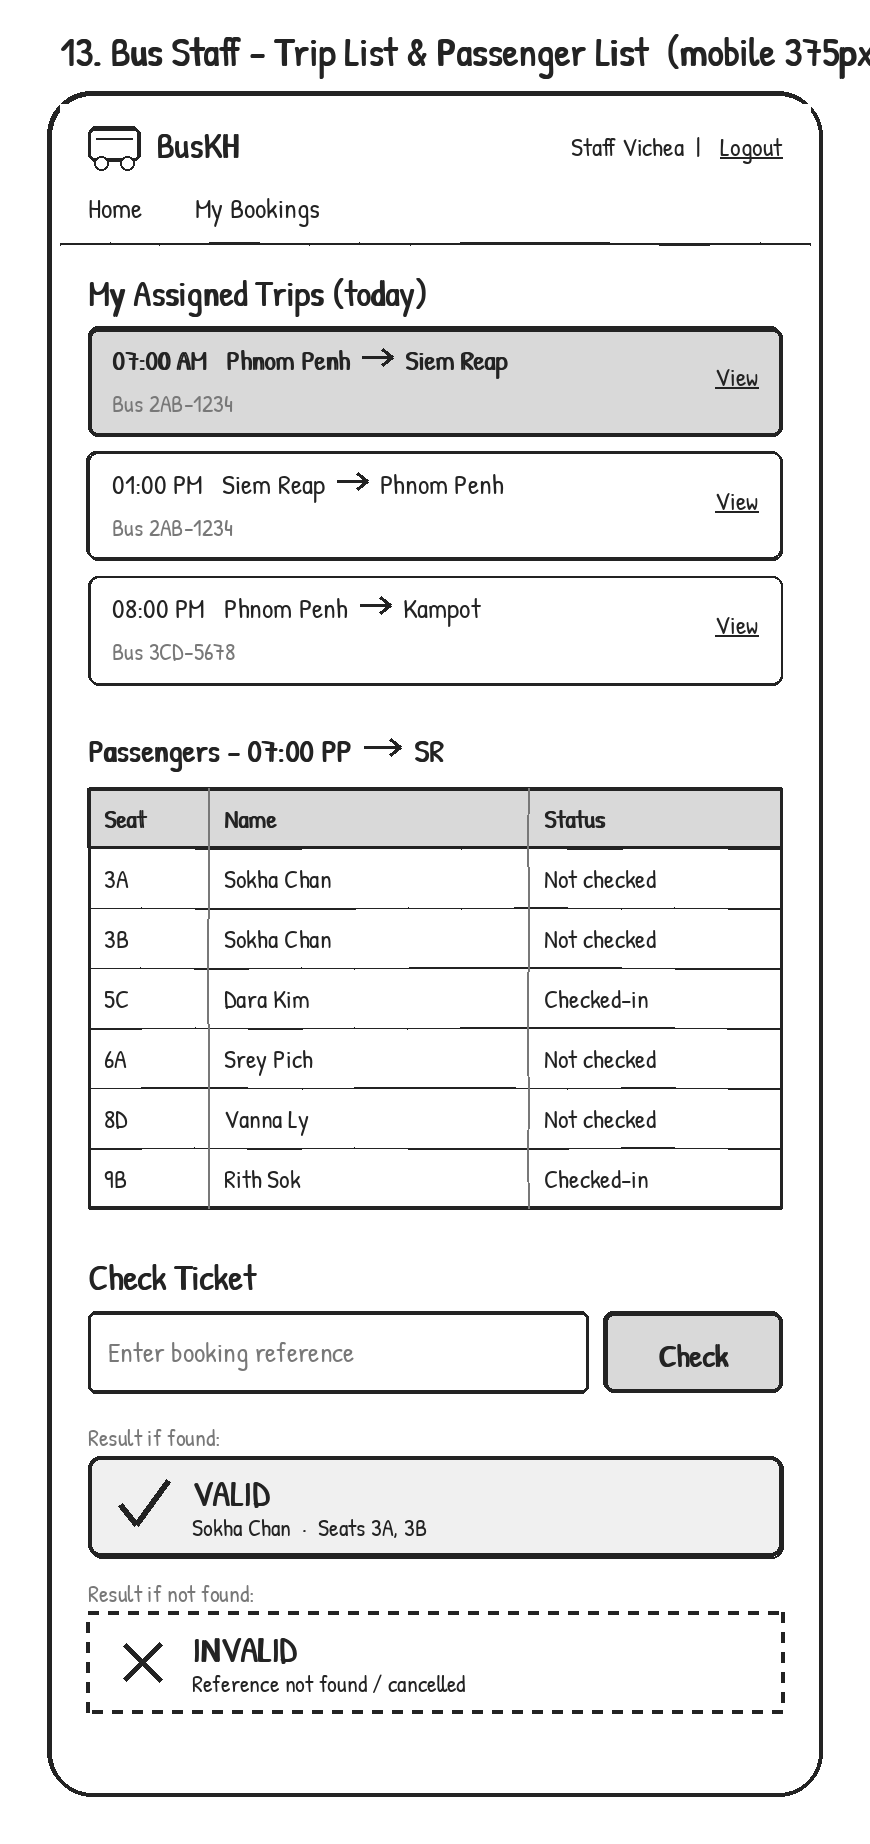 13. Bus Staff – Trip List & Passenger List (mobile 375px
BusKH
Staff Vichea | Logout
Home My Bookings
My Assigned Trips (today)
07:00 AM Phnom Penh → Siem Reap
View
Bus 2AB-1234
01:00 PM Siem Reap → Phnom Penh
View
Bus 2AB-1234
08:00 PM Phnom Penh → Kampot
View
Bus 3CD-5678
Passengers – 07:00 PP → SR
Seat Name Status
3A Sokha Chan Not checked
3B Sokha Chan Not checked
5C Dara Kim Checked-in
6A Srey Pich Not checked
8D Vanna Ly Not checked
9B Rith Sok Checked-in
Check Ticket
Enter booking reference Check
Result if found:
VALID
Sokha Chan · Seats 3A, 3B
Result if not found:
INVALID
Reference not found / cancelled